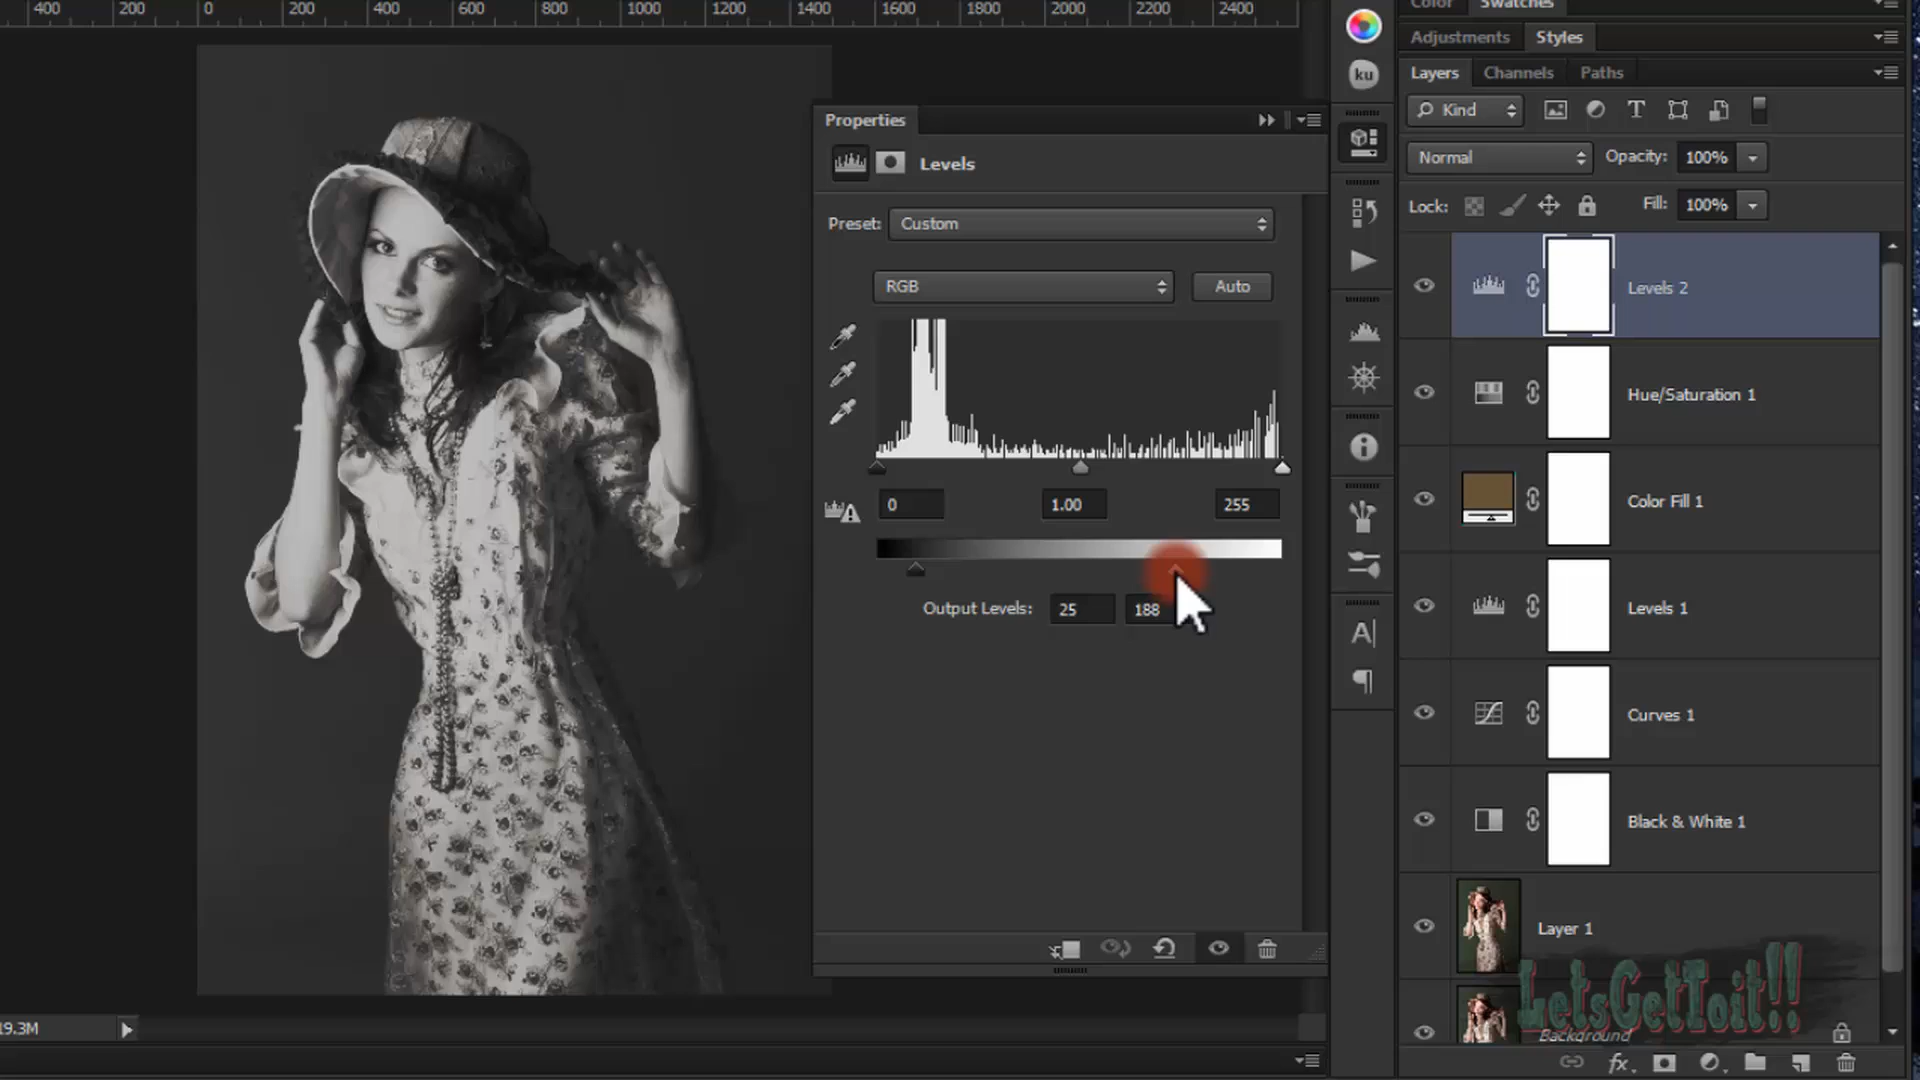 400 200 0 200 400 600 800 1000 1200 1400 1600 1800 2000 2200 2400
Color Swatches
Adjustments Styles
Layers Channels Paths
Kind
Normal Opacity: 100%
Lock: Fill: 100%
Properties
Levels
Preset: Custom
RGB Auto
0 1.00 255
Output Levels: 25 188
ku
A|
Levels 2
Hue/Saturation 1
Color Fill 1
Levels 1
Curves 1
Black & White 1
Layer 1
Background
LetsGetToit!!
fx
19.3M